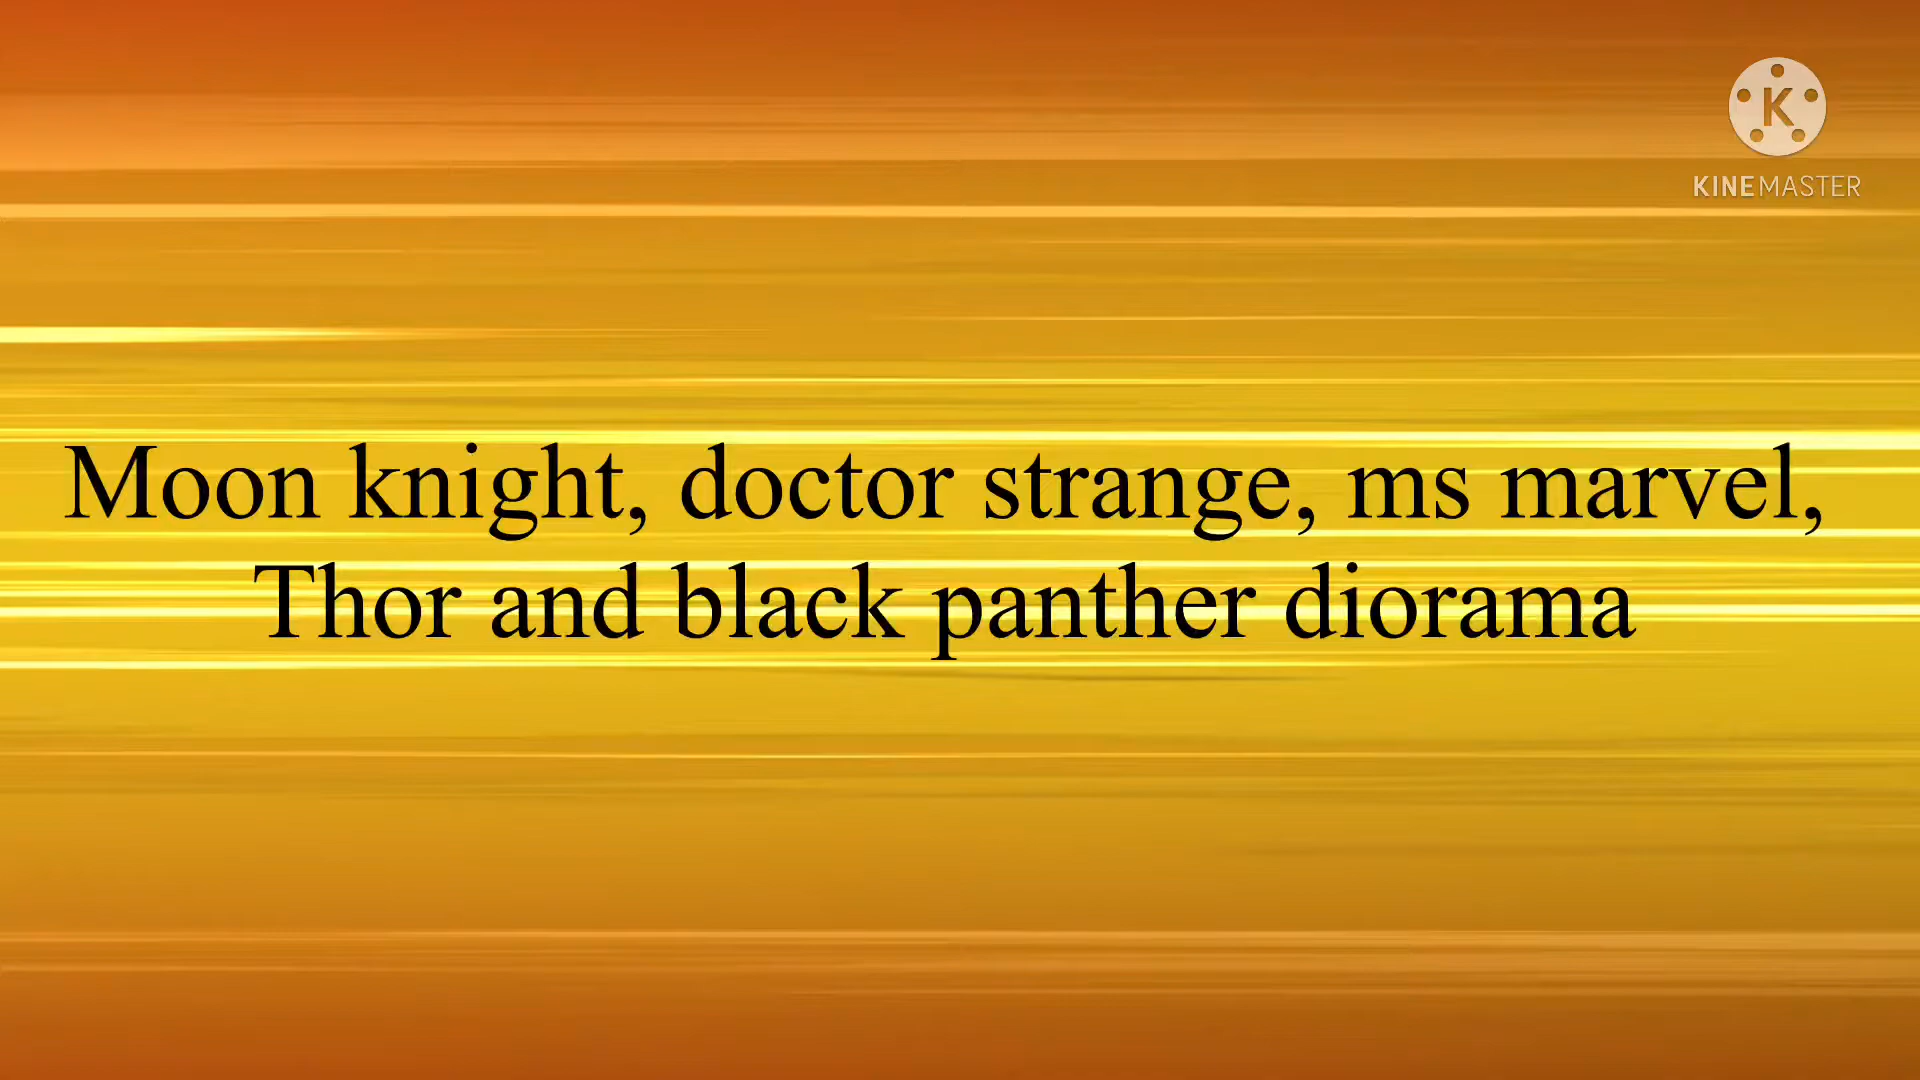 K
KINEMASTER
Moon knight, doctor strange, ms marvel,
Thor and black panther diorama